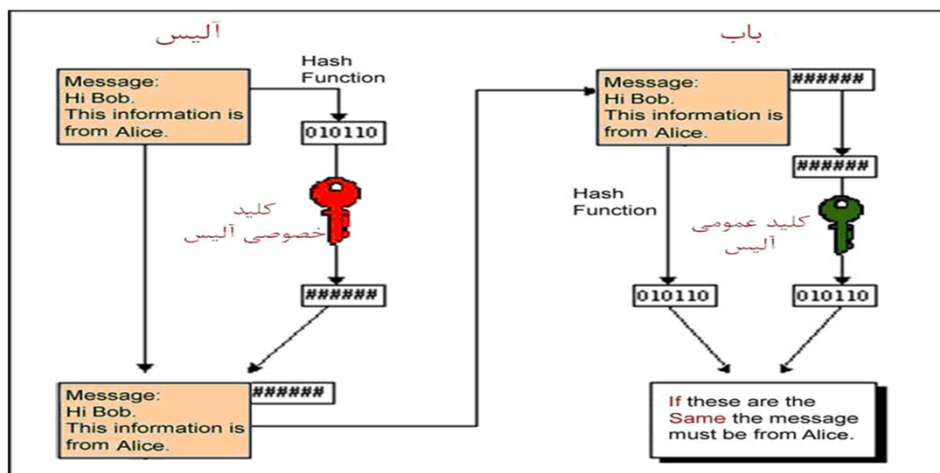 آلیس
Message:
Hi Bob.
This information is
from Alice.
Hash
Function
010110
کلید
خصوصی آلیس
######
Message:
Hi Bob.
This information is
from Alice.
######
باب
Message:
Hi Bob.
This information is
from Alice.
######
######
Hash
Function
کلید عمومی
آلیس
010110
010110
If these are the
Same the message
must be from Alice.